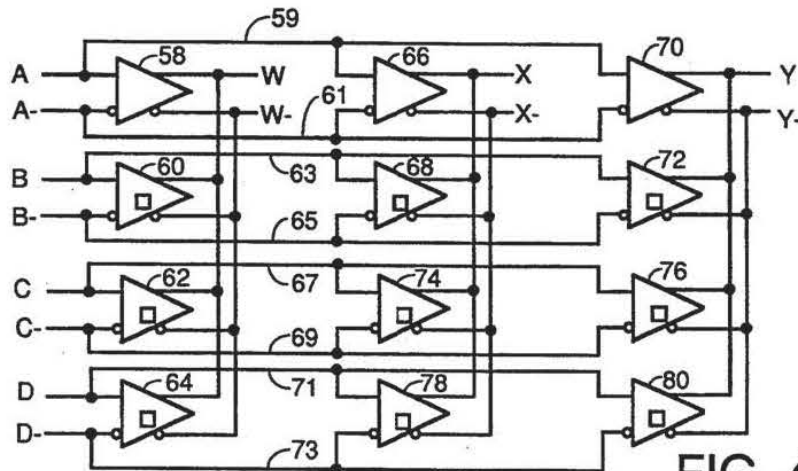 59
A 58 W 66 X 70 Y
A- W- 61 X- Y-
B 60 63 68 72
B- 65
C 62 67 74 76
C- 69
D 64 71 78 80
D- 73
FIG.